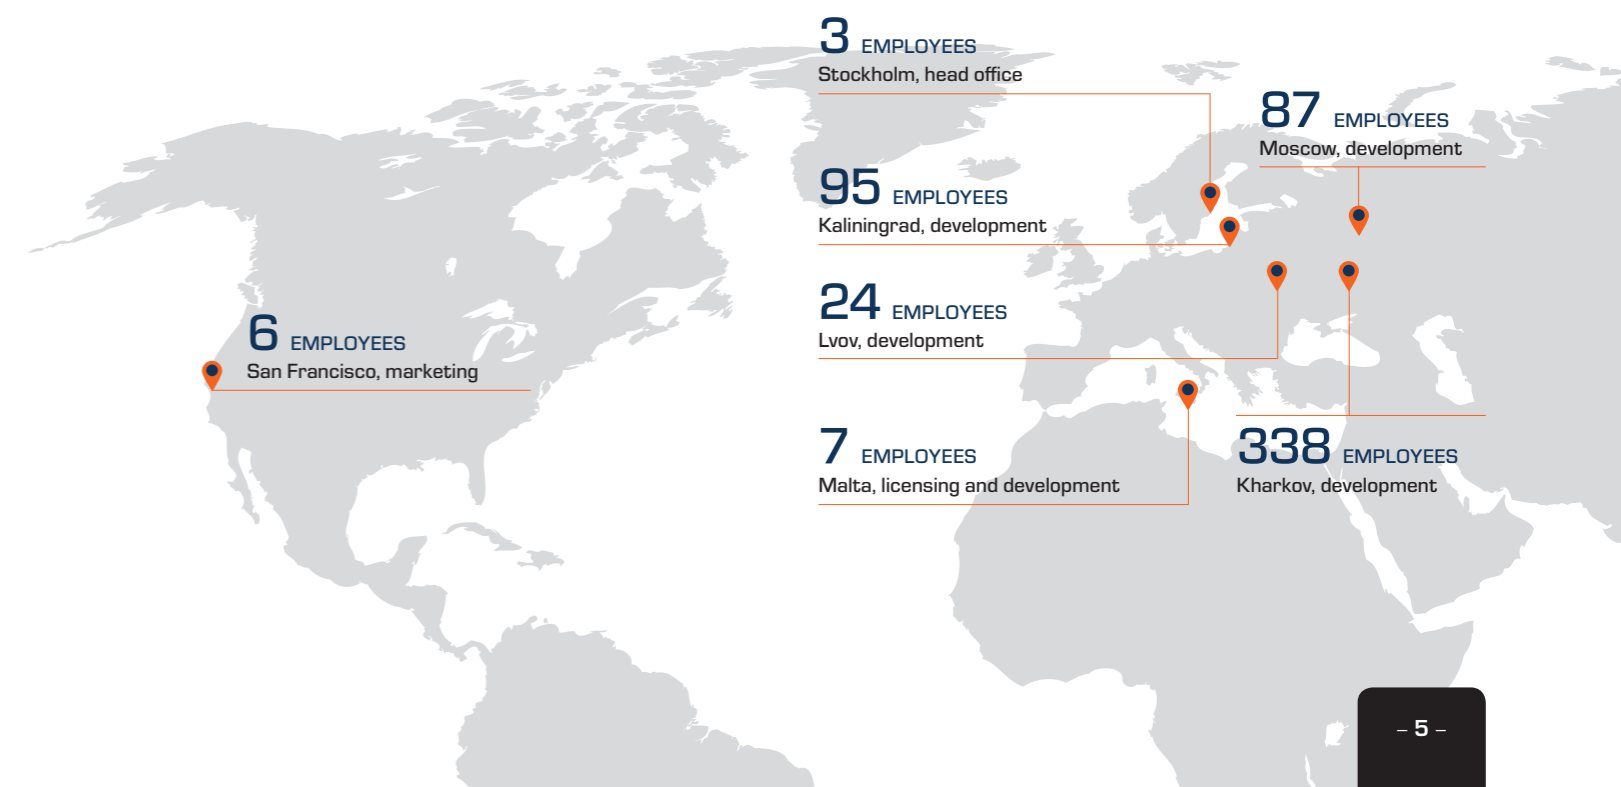 3 EMPLOYEES
Stockholm, head office
87 EMPLOYEES
Moscow, development
95 EMPLOYEES
Kaliningrad, development
24 EMPLOYEES
Lvov, development
6 EMPLOYEES
San Francisco, marketing
7 EMPLOYEES
Malta, licensing and development
338 EMPLOYEES
Kharkov, development
– 5 –